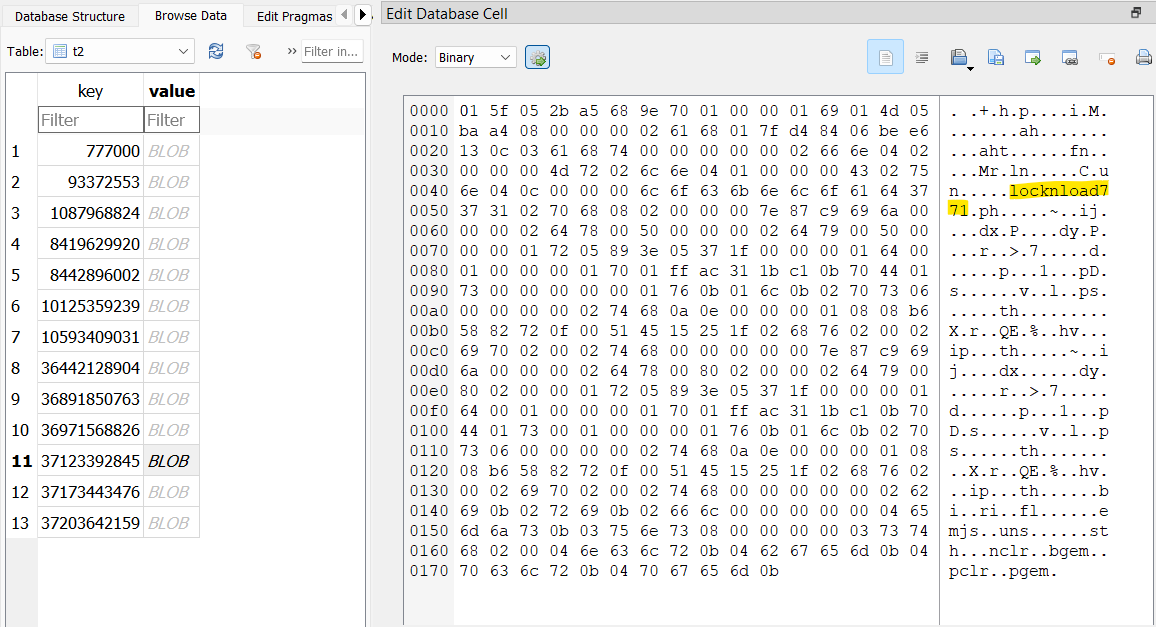 Database Structure Browse Data Edit Pragmas
Table: t2 Filter in...
key value
Filter Filter
1 777000 BLOB
2 93372553 BLOB
3 1087968824 BLOB
4 8419629920 BLOB
5 8442896002 BLOB
6 10125359239 BLOB
7 10593409031 BLOB
8 36442128904 BLOB
9 36891850763 BLOB
10 36971568826 BLOB
11 37123392845 BLOB
12 37173443476 BLOB
13 37203642159 BLOB
Edit Database Cell
Mode: Binary
0000 01 5f 05 2b a5 68 9e 70 01 00 00 01 69 01 4d 05 ._.+.h.p....i.M.
0010 ba a4 08 00 00 00 02 61 68 01 7f d4 84 06 be e6 .......ah.......
0020 13 0c 03 61 68 74 00 00 00 00 00 02 66 6e 04 02 ...aht......fn..
0030 00 00 00 4d 72 02 6c 6e 04 01 00 00 00 43 02 75 ...Mr.ln.....C.u
0040 6e 04 0c 00 00 00 6c 6f 63 6b 6e 6c 6f 61 64 37 n.....locknload7
0050 37 31 02 70 68 08 02 00 00 00 7e 87 c9 69 6a 00 71.ph.....~..ij.
0060 00 00 02 64 78 00 50 00 00 00 02 64 79 00 50 00 ...dx.P....dy.P.
0070 00 00 01 72 05 89 3e 05 37 1f 00 00 00 01 64 00 ...r..>.7.....d.
0080 01 00 00 00 01 70 01 ff ac 31 1b c1 0b 70 44 01 .....p...1...pD.
0090 73 00 00 00 00 00 01 76 0b 01 6c 0b 02 70 73 06 s......v..l..ps.
00a0 00 00 00 00 02 74 68 0a 0e 00 00 00 01 08 08 b6 .....th.........
00b0 58 82 72 0f 00 51 45 15 25 1f 02 68 76 02 00 02 X.r..QE.%..hv...
00c0 69 70 02 00 02 74 68 00 00 00 00 00 7e 87 c9 69 ip...th.....~..i
00d0 6a 00 00 00 02 64 78 00 80 02 00 00 02 64 79 00 j....dx......dy.
00e0 80 02 00 00 01 72 05 89 3e 05 37 1f 00 00 00 01 .....r..>.7.....
00f0 64 00 01 00 00 00 01 70 01 ff ac 31 1b c1 0b 70 d......p...1...p
0100 44 01 73 00 01 00 00 00 01 76 0b 01 6c 0b 02 70 D.s......v..l..p
0110 73 06 00 00 00 00 02 74 68 0a 0e 00 00 00 01 08 s......th.......
0120 08 b6 58 82 72 0f 00 51 45 15 25 1f 02 68 76 02 ..X.r..QE.%..hv.
0130 00 02 69 70 02 00 02 74 68 00 00 00 00 00 02 62 ..ip...th......b
0140 69 0b 02 72 69 0b 02 66 6c 00 00 00 00 00 04 65 i..ri..fl......e
0150 6d 6a 73 0b 03 75 6e 73 08 00 00 00 00 03 73 74 mjs..uns......st
0160 68 02 00 04 6e 63 6c 72 0b 04 62 67 65 6d 0b 04 h...nclr..bgem..
0170 70 63 6c 72 0b 04 70 67 65 6d 0b pclr..pgem.